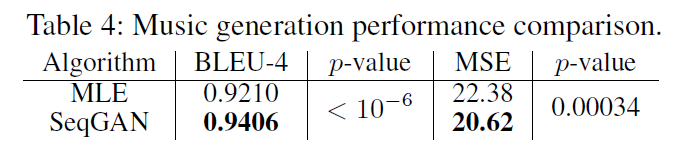 Table 4: Music generation performance comparison.
Algorithm BLEU-4 p-value MSE p-value
MLE 0.9210 < 10⁻⁶ 22.38 0.00034
SeqGAN 0.9406 20.62